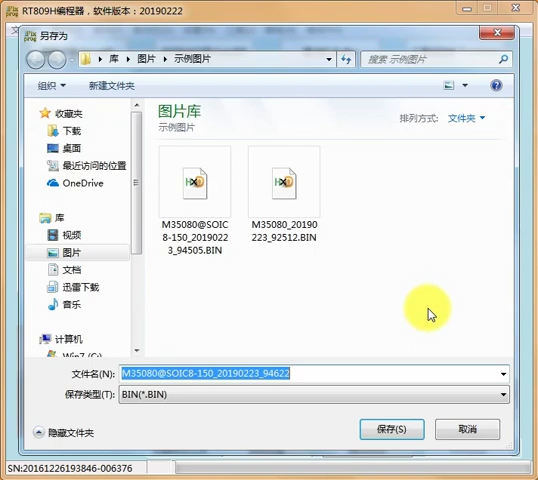 RT809H编程器，软件版本：20190222
另存为
库 图片 示例图片
搜索 示例图片
组织 新建文件夹
图片库
示例图片
排列方式: 文件夹
收藏夹
下载
桌面
最近访问的位置
OneDrive
库
视频
图片
文档
迅雷下载
音乐
计算机
Win7 (C:)
M35080@SOIC
8-150_2019022
3_94505.BIN
M35080_20190
223_92512.BIN
文件名(N): M35080@SOIC8-150_20190223_94622
保存类型(T): BIN(*.BIN)
隐藏文件夹
保存(S)
取消
SN:20161226193846-006376